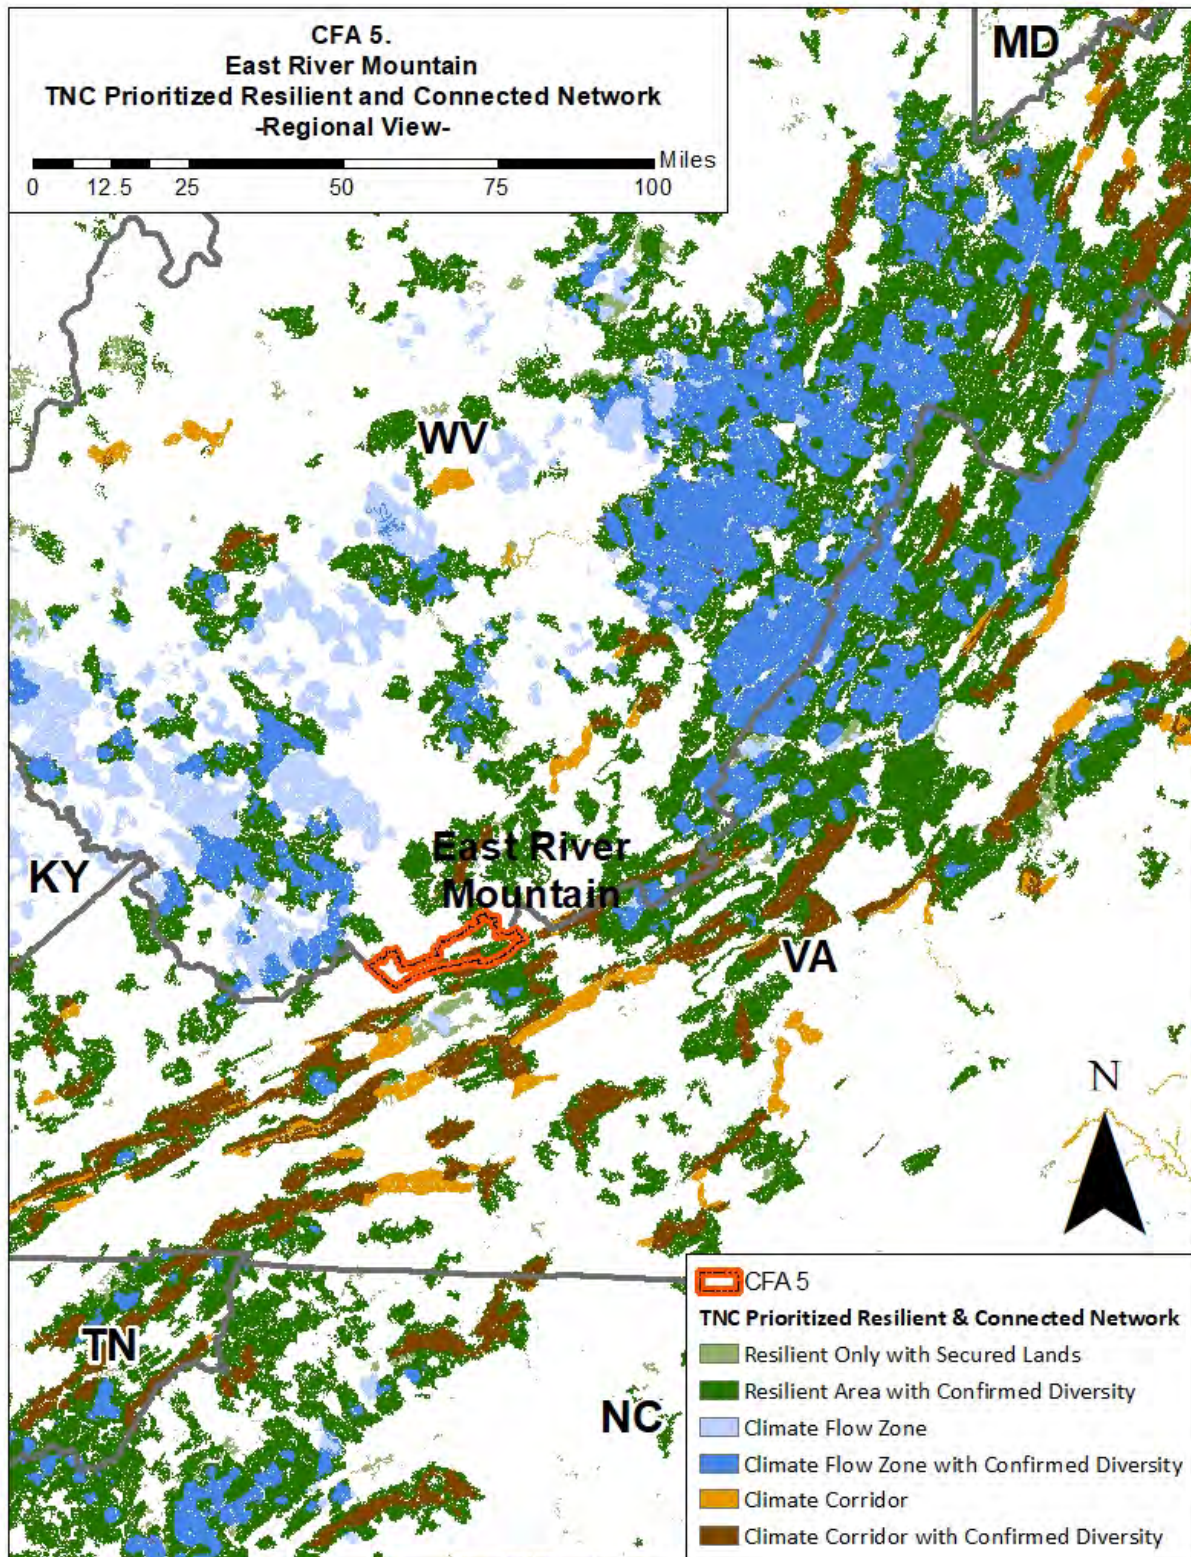 CFA 5.
East River Mountain
TNC Prioritized Resilient and Connected Network
-Regional View-
Miles
0 12.5 25 50 75 100
MD
WV
KY
East River
Mountain
VA
N
TN
NC
CFA 5
TNC Prioritized Resilient & Connected Network
Resilient Only with Secured Lands
Resilient Area with Confirmed Diversity
Climate Flow Zone
Climate Flow Zone with Confirmed Diversity
Climate Corridor
Climate Corridor with Confirmed Diversity